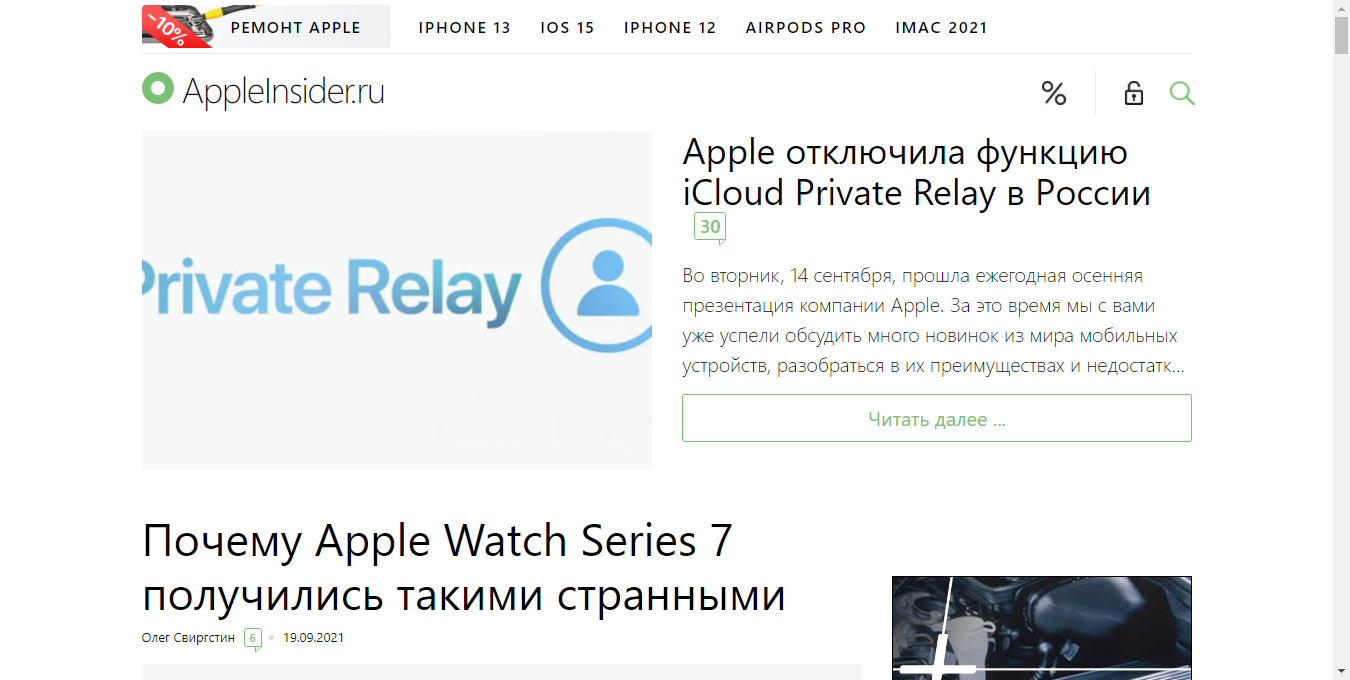 -10%
РЕМОНТ APPLE
IPHONE 13
IOS 15
IPHONE 12
AIRPODS PRO
IMAC 2021
AppleInsider.ru
%
Private Relay
Apple отключила функцию
iCloud Private Relay в России
30
Во вторник, 14 сентября, прошла ежегодная осенняя
презентация компании Apple. За это время мы с вами
уже успели обсудить много новинок из мира мобильных
устройств, разобраться в их преимуществах и недостатк...
Читать далее ...
Почему Apple Watch Series 7
получились такими странными
Олег Свиргстин 6 19.09.2021